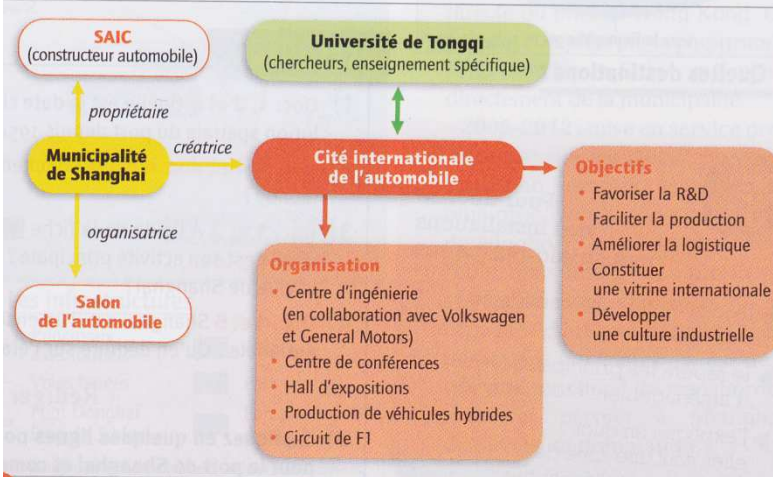 SAIC
(constructeur automobile)
Université de Tongqi
(chercheurs, enseignement spécifique)
propriétaire
Municipalité
de Shanghai
créatrice
Cité internationale
de l'automobile
organisatrice
Salon
de l'automobile
Organisation
• Centre d'ingénierie
(en collaboration avec Volkswagen
et General Motors)
• Centre de conférences
• Hall d'expositions
• Production de véhicules hybrides
• Circuit de F1
Objectifs
• Favoriser la R&D
• Faciliter la production
• Améliorer la logistique
• Constituer
une vitrine internationale
• Développer
une culture industrielle